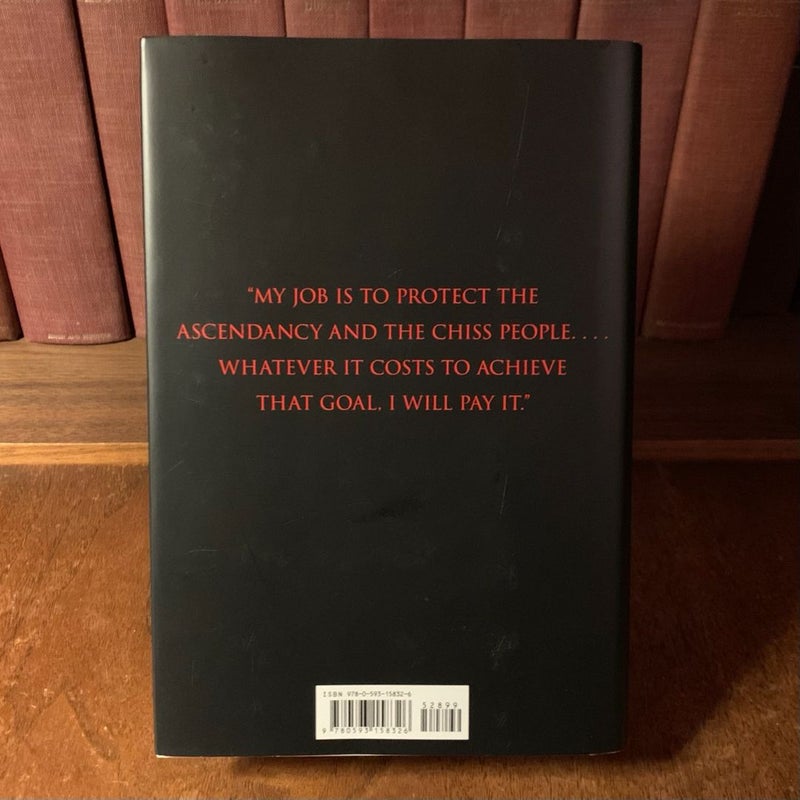 “MY JOB IS TO PROTECT THE
ASCENDANCY AND THE CHISS PEOPLE. . . .
WHATEVER IT COSTS TO ACHIEVE
THAT GOAL, I WILL PAY IT.”
ISBN 978-0-593-15832-6
52899
9 780593 158326